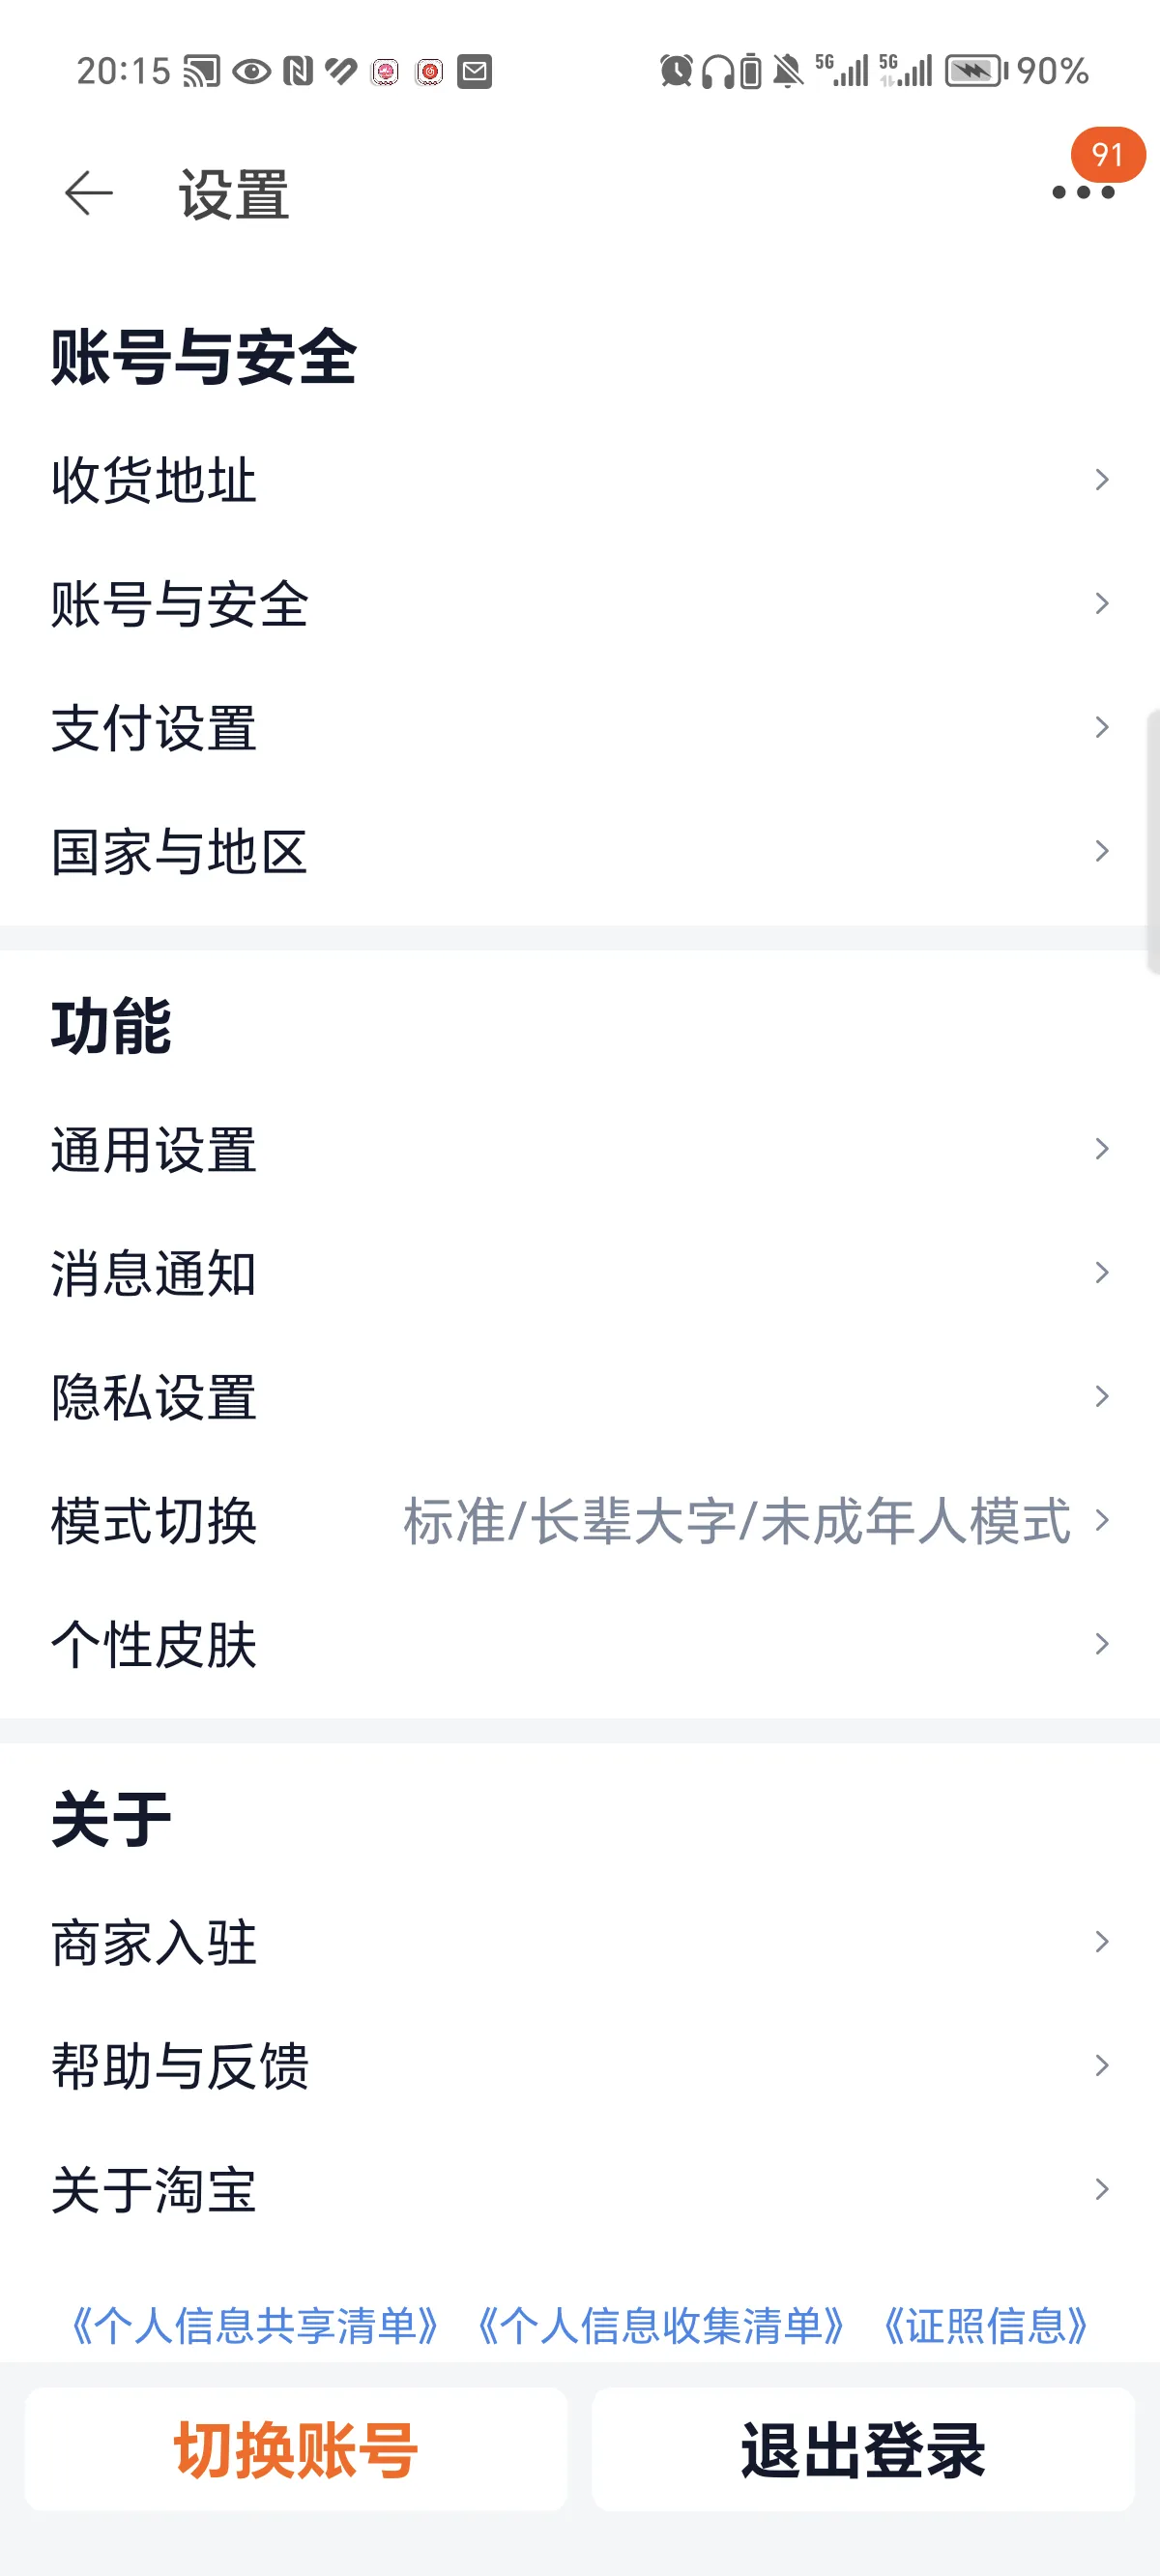 20:15 5G 5G 90%
91
设置
账号与安全
收货地址
账号与安全
支付设置
国家与地区
功能
通用设置
消息通知
隐私设置
模式切换 标准/长辈大字/未成年人模式
个性皮肤
关于
商家入驻
帮助与反馈
关于淘宝
《个人信息共享清单》 《个人信息收集清单》 《证照信息》
切换账号 退出登录